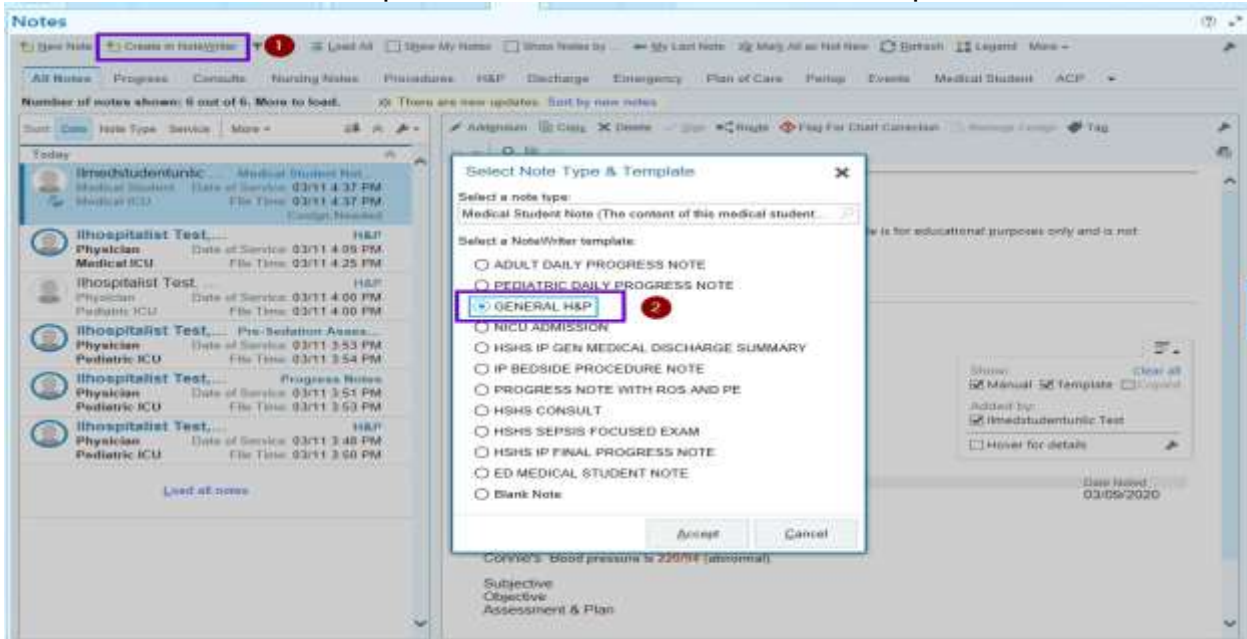 Notes
New Note Create in NoteWriter 1 Load All Show My Notes Show Notes by ... My Last Note Mark All as Not New Refresh Legend More
All Notes Progress Consults Nursing Notes Procedures H&P Discharge Emergency Plan of Care Periop Events Medical Student ACP
Number of notes shown: 6 out of 6. More to load. There are new updates. Sort by new notes
Sort: Date Note Type Service More
Addendum Copy Delete Sign Route Flag For Chart Correction Tag
Today
Ilmedstudentunlic ... Medical Student Not...
Medical Student Date of Service: 03/11 4:37 PM
Medical ICU File Time: 03/11 4:37 PM
Cosign Needed
Ilhospitalist Test, ... H&P
Physician Date of Service: 03/11 4:09 PM
Medical ICU File Time: 03/11 4:25 PM
Ilhospitalist Test, ... H&P
Physician Date of Service: 03/11 4:00 PM
Pediatric ICU File Time: 03/11 4:00 PM
Ilhospitalist Test, ... Pre-Sedation Asses...
Physician Date of Service: 03/11 3:53 PM
Pediatric ICU File Time: 03/11 3:54 PM
Ilhospitalist Test, ... Progress Notes
Physician Date of Service: 03/11 3:51 PM
Pediatric ICU File Time: 03/11 3:53 PM
Ilhospitalist Test, ... H&P
Physician Date of Service: 03/11 3:48 PM
Pediatric ICU File Time: 03/11 3:50 PM
Load all notes
Select Note Type & Template
Select a note type:
Medical Student Note (The content of this medical student...
Select a NoteWriter template:
ADULT DAILY PROGRESS NOTE
PEDIATRIC DAILY PROGRESS NOTE
GENERAL H&P 2
NICU ADMISSION
HSHS IP GEN MEDICAL DISCHARGE SUMMARY
IP BEDSIDE PROCEDURE NOTE
PROGRESS NOTE WITH ROS AND PE
HSHS CONSULT
HSHS SEPSIS FOCUSED EXAM
HSHS IP FINAL PROGRESS NOTE
ED MEDICAL STUDENT NOTE
Blank Note
Accept Cancel
is for educational purposes only and is not
Show: Clear all
Manual Template Copied
Added by:
Ilmedstudentunlic Test
Hover for details
Date Noted
03/09/2020
Connie's Blood pressure is 220/94 (abnormal).
Subjective
Objective
Assessment & Plan